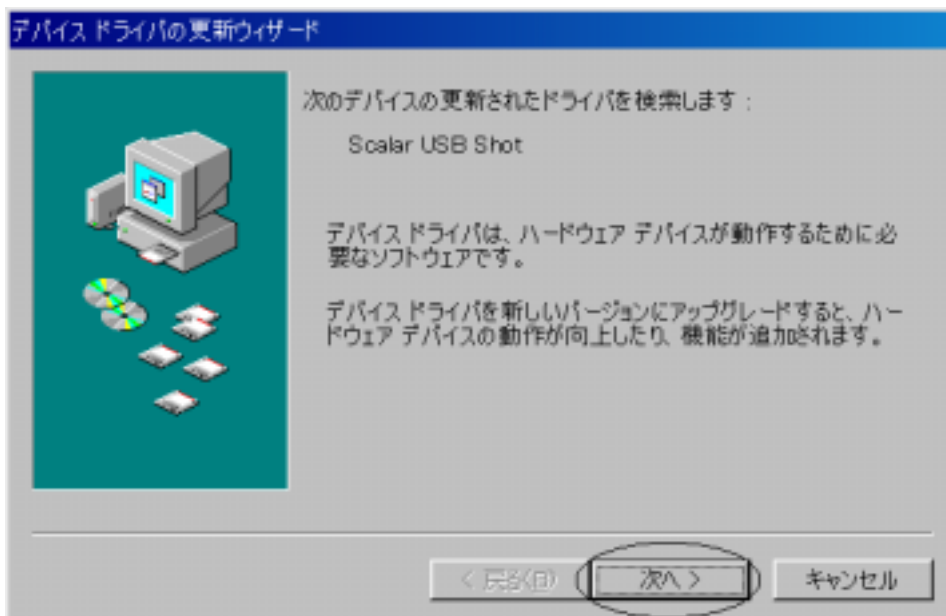 デバイス ドライバの更新ウィザード
次のデバイスの更新されたドライバを検索します :
Scalar USB Shot
デバイス ドライバは、ハードウェア デバイスが動作するために必
要なソフトウェアです。
デバイス ドライバを新しいバージョンにアップグレードすると、ハー
ドウェア デバイスの動作が向上したり、機能が追加されます。
< 戻る(B)
次へ >
キャンセル